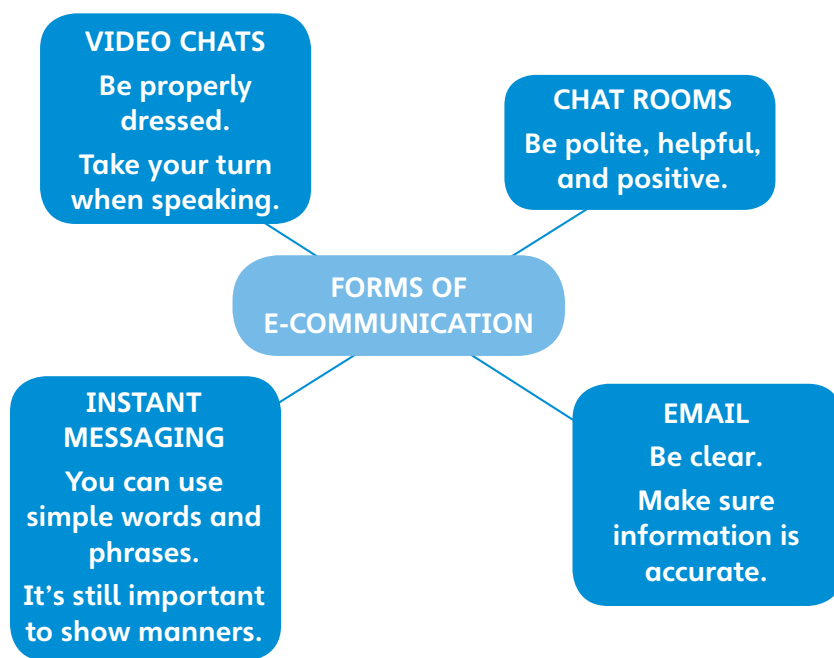 VIDEO CHATS
Be properly
dressed.
Take your turn
when speaking.
CHAT ROOMS
Be polite, helpful,
and positive.
FORMS OF
E-COMMUNICATION
INSTANT
MESSAGING
You can use
simple words and
phrases.
It’s still important
to show manners.
EMAIL
Be clear.
Make sure
information is
accurate.